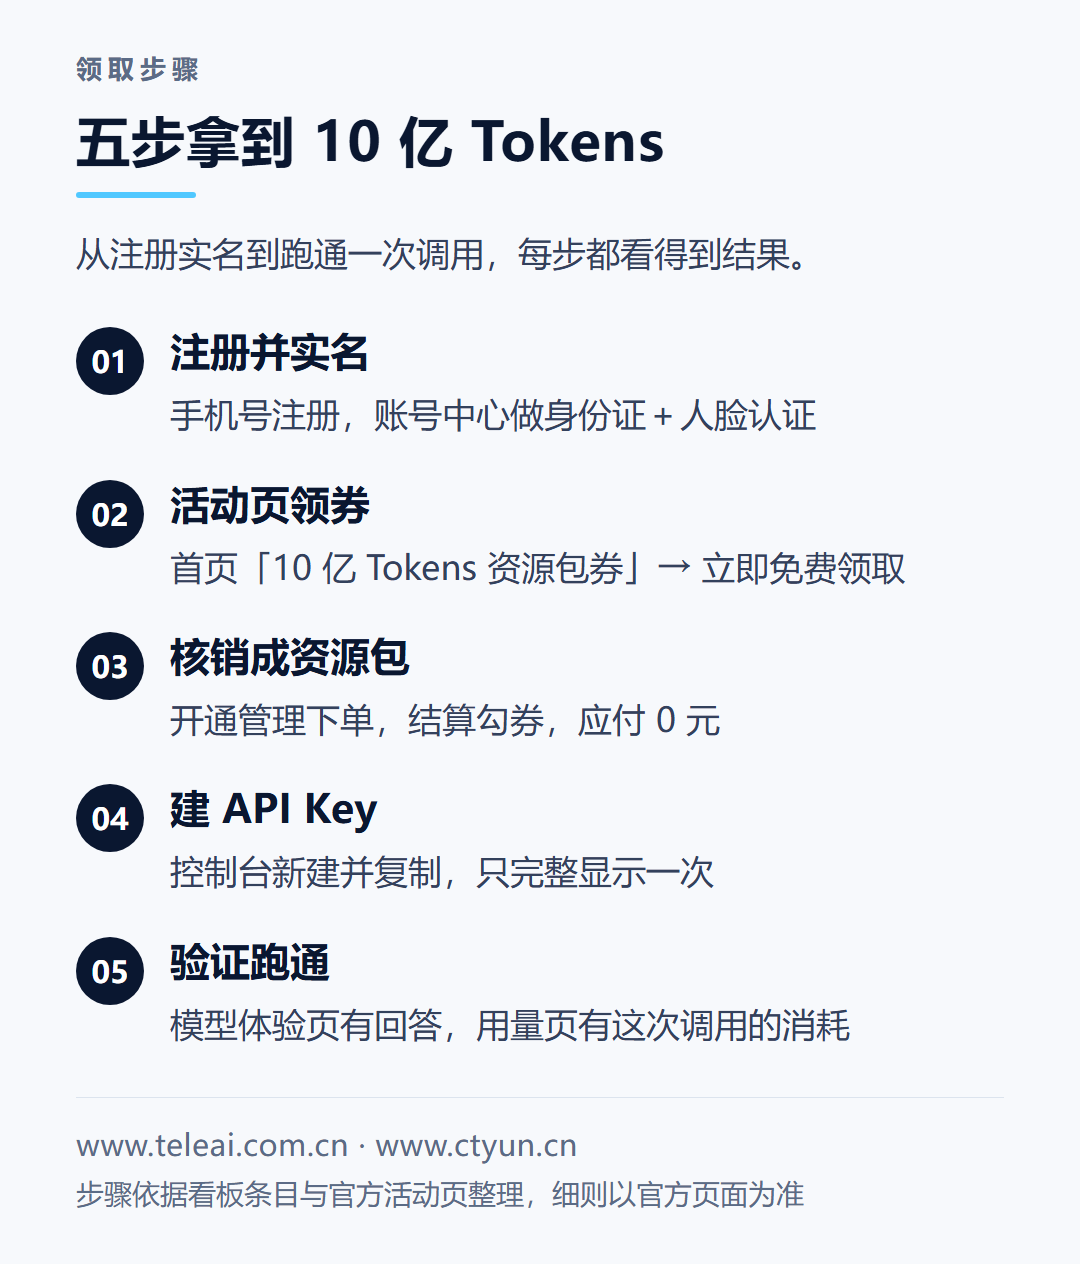 领取步骤
五步拿到 10 亿 Tokens
从注册实名到跑通一次调用，每步都看得到结果。
01
注册并实名
手机号注册，账号中心做身份证 + 人脸认证
02
活动页领券
首页「10 亿 Tokens 资源包券」→ 立即免费领取
03
核销成资源包
开通管理下单，结算勾券，应付 0 元
04
建 API Key
控制台新建并复制，只完整显示一次
05
验证跑通
模型体验页有回答，用量页有这次调用的消耗
www.teleai.com.cn · www.ctyun.cn
步骤依据看板条目与官方活动页整理，细则以官方页面为准